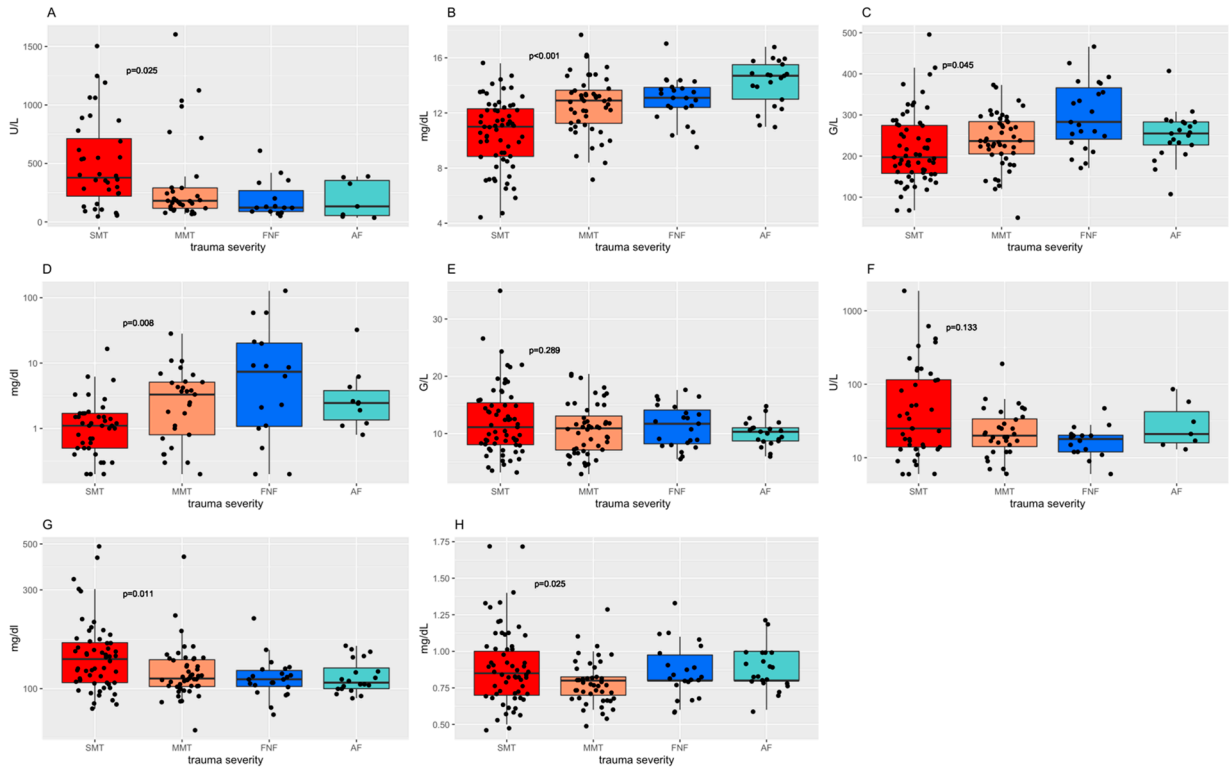 A
U/L
1500
1000
500
0
p=0.025
SMT MMT FNF AF
trauma severity
B
mg/dL
16
12
8
4
p<0.001
SMT MMT FNF AF
trauma severity
C
G/L
500
400
300
200
100
p=0.045
SMT MMT FNF AF
trauma severity
D
mg/dl
100
10
1
p=0.008
SMT MMT FNF AF
trauma severity
E
G/L
30
20
10
p=0.289
SMT MMT FNF AF
trauma severity
F
U/L
1000
100
10
p=0.133
SMT MMT FNF AF
trauma severity
G
mg/dl
500
300
100
p=0.011
SMT MMT FNF AF
trauma severity
H
mg/dL
1.75
1.50
1.25
1.00
0.75
0.50
p=0.025
SMT MMT FNF AF
trauma severity